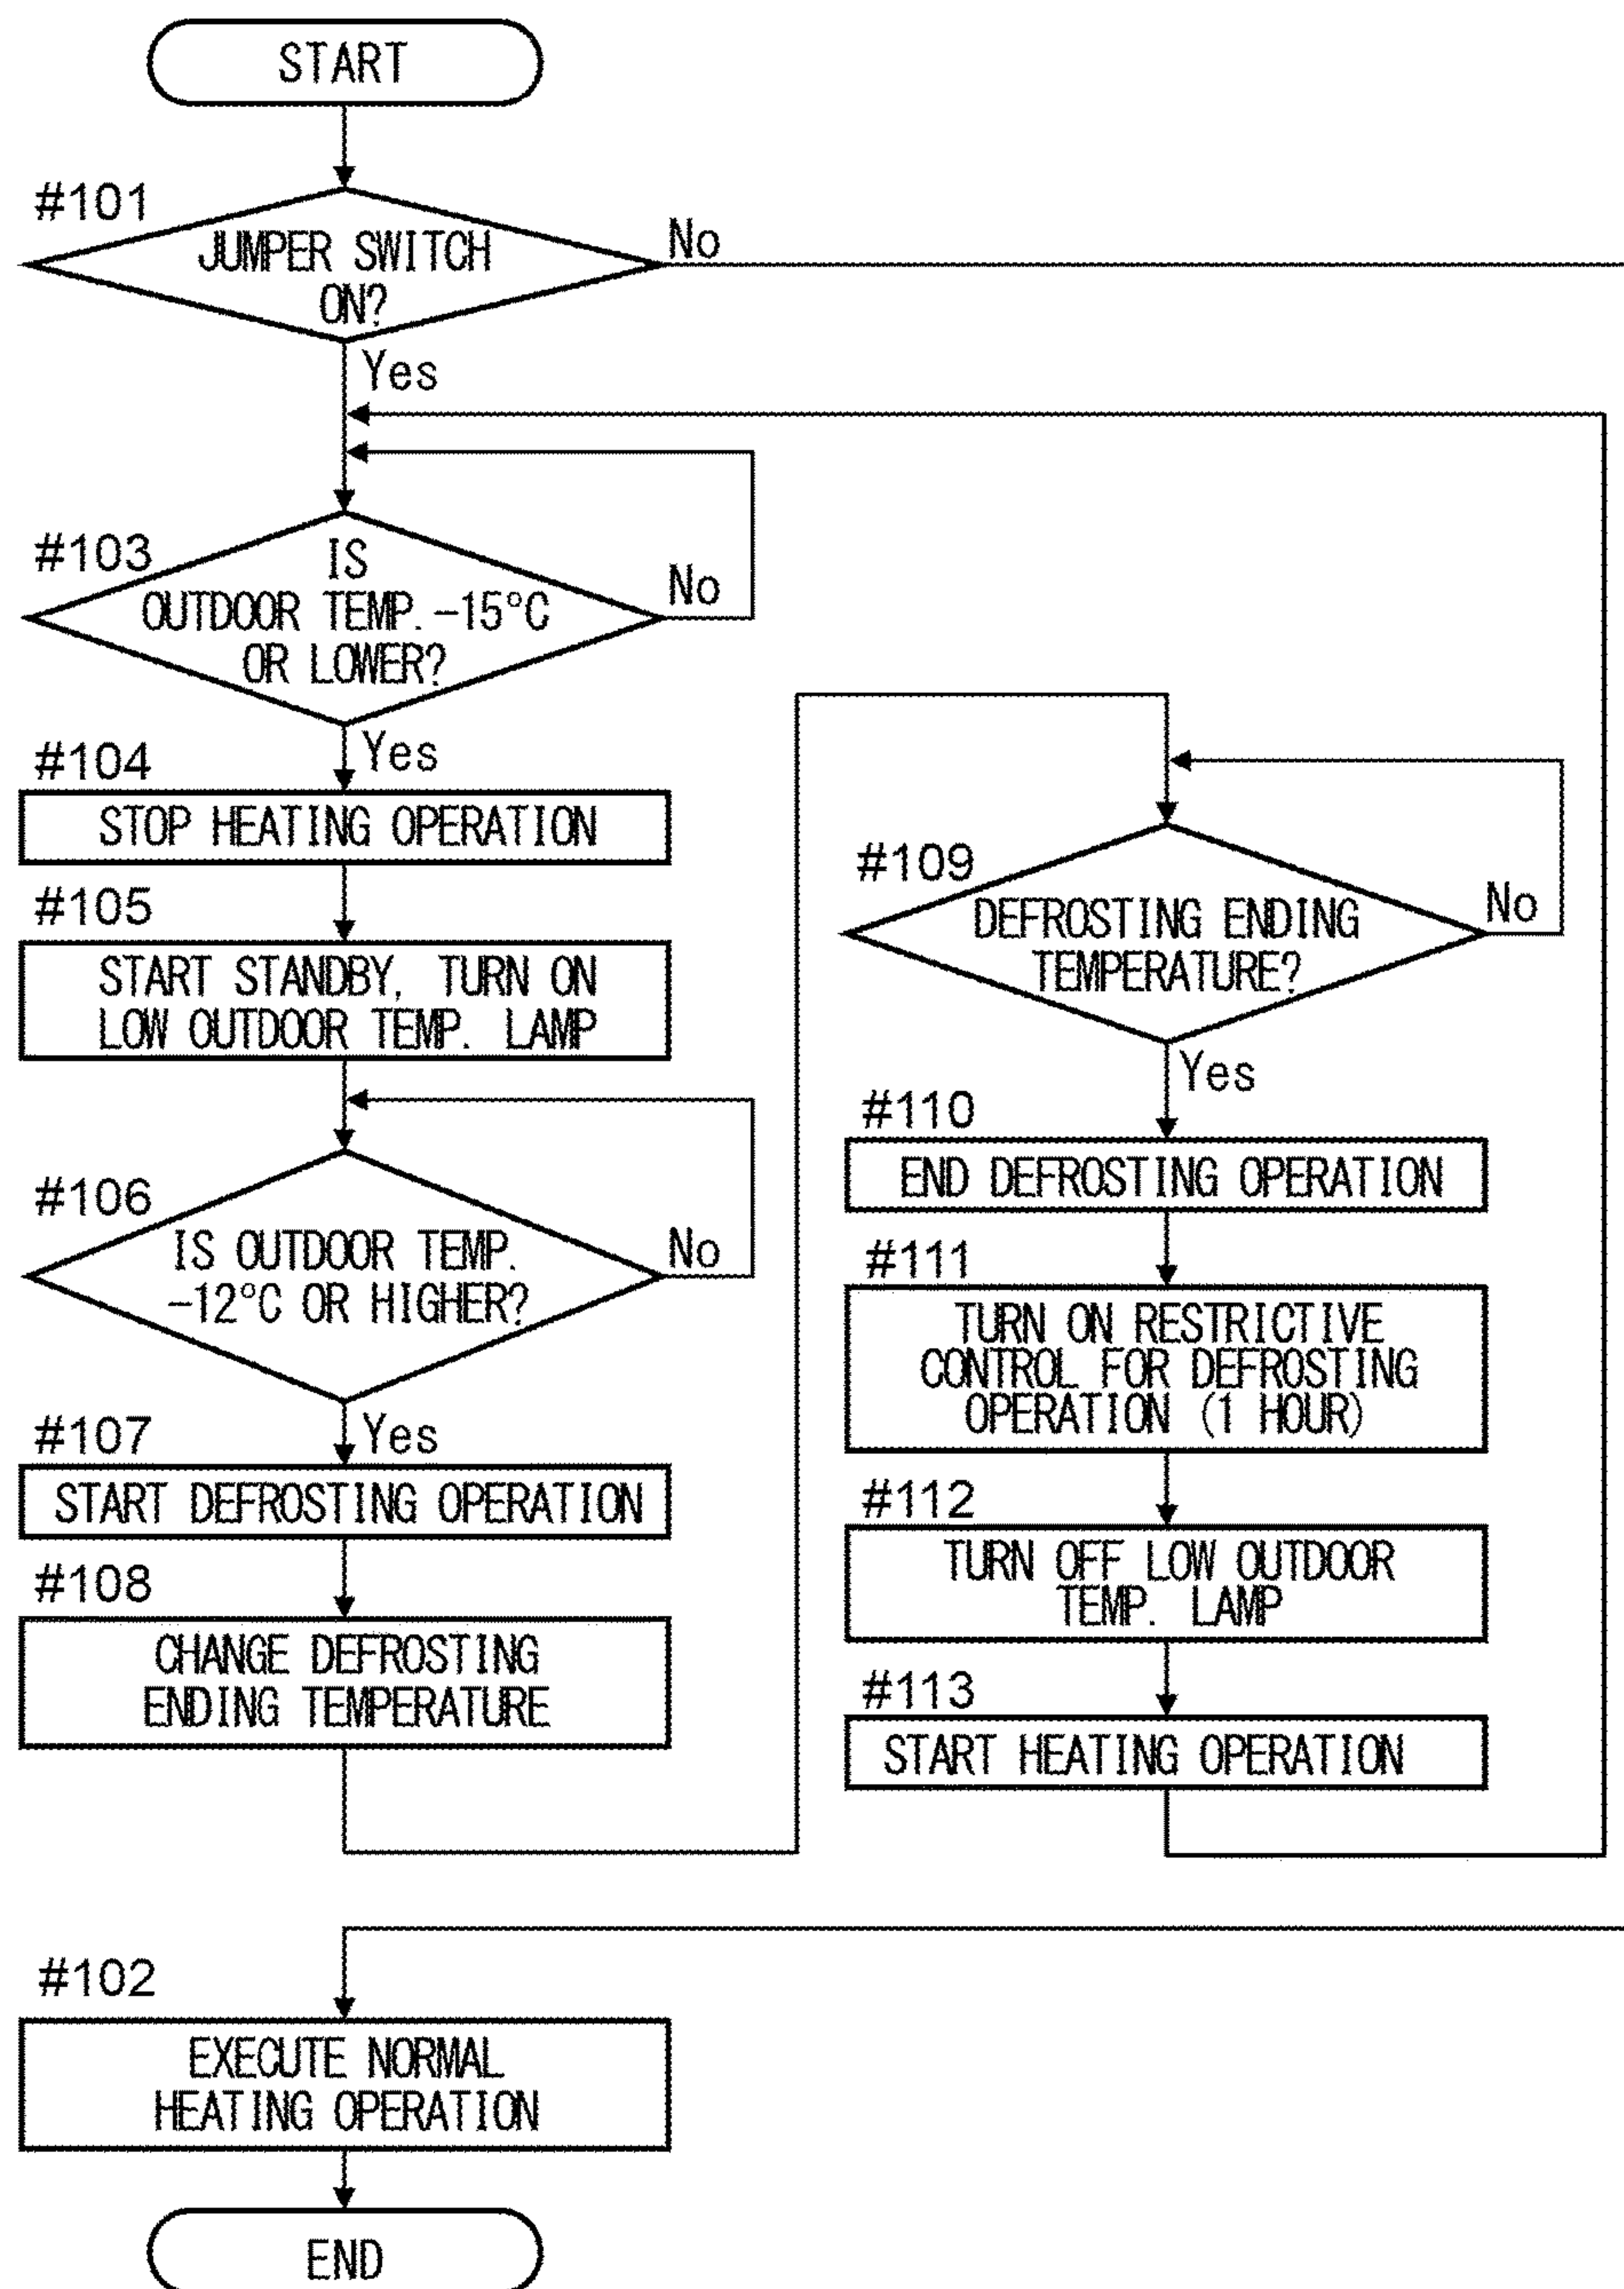 START
#101
JUMPER SWITCH
ON?
No
Yes
#103
IS
OUTDOOR TEMP. -15°C
OR LOWER?
No
Yes
#104
STOP HEATING OPERATION
#105
START STANDBY, TURN ON
LOW OUTDOOR TEMP. LAMP
#106
IS OUTDOOR TEMP.
-12°C OR HIGHER?
No
Yes
#107
START DEFROSTING OPERATION
#108
CHANGE DEFROSTING
ENDING TEMPERATURE
#109
DEFROSTING ENDING
TEMPERATURE?
No
Yes
#110
END DEFROSTING OPERATION
#111
TURN ON RESTRICTIVE
CONTROL FOR DEFROSTING
OPERATION (1 HOUR)
#112
TURN OFF LOW OUTDOOR
TEMP. LAMP
#113
START HEATING OPERATION
#102
EXECUTE NORMAL
HEATING OPERATION
END